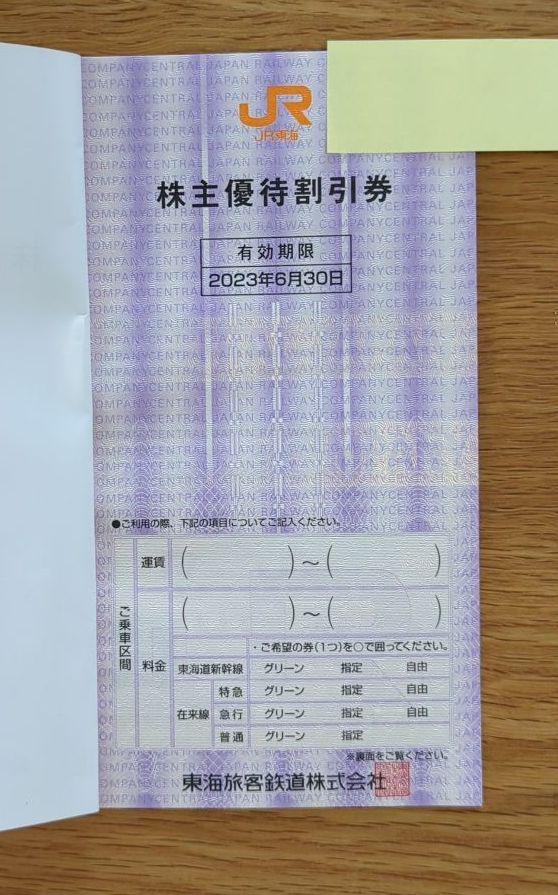 JR
JR東海
株主優待割引券
有効期限
2023年6月30日
●ご利用の際、下記の項目についてご記入ください。
ご乗車区間
運賃 ( )～( )
料金 ( )～( )
・ご希望の券(1つ)を○で囲ってください。
東海道新幹線 グリーン 指定 自由
在来線
特急 グリーン 指定 自由
急行 グリーン 指定 自由
普通 グリーン 指定
※裏面をご覧ください。
東海旅客鉄道株式会社